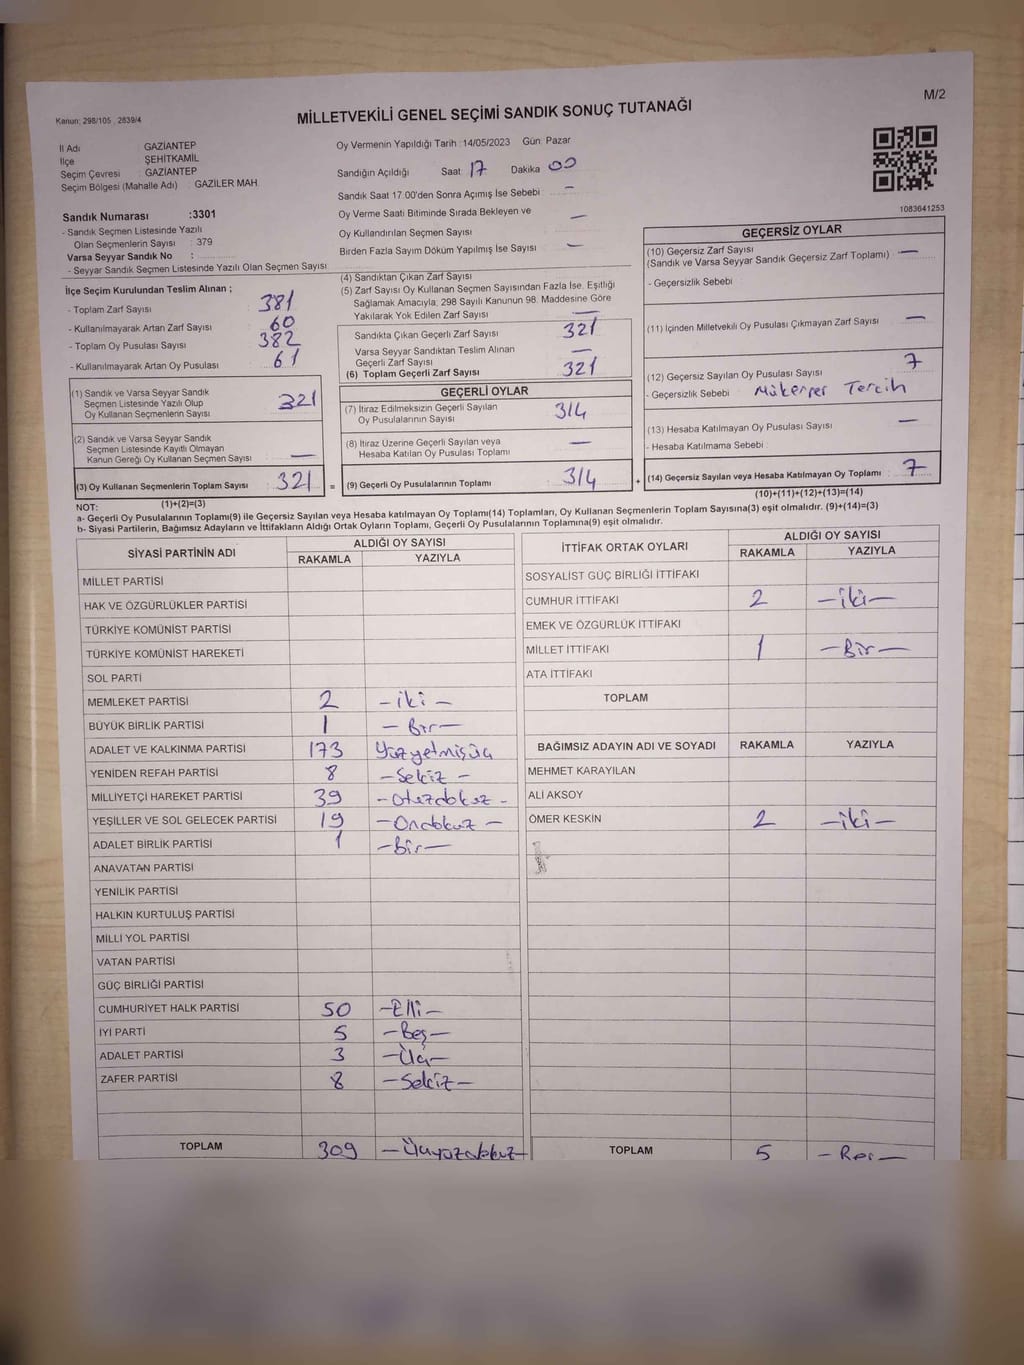 M/2
Kanun: 298/105 , 2839/4
MİLLETVEKİLİ GENEL SEÇİMİ SANDIK SONUÇ TUTANAĞI
İl Adı : GAZİANTEP
İlçe : ŞEHİTKAMİL
Seçim Çevresi : GAZİANTEP
Seçim Bölgesi (Mahalle Adı) : GAZİLER MAH.
Sandık Numarası :3301
- Sandık Seçmen Listesinde Yazılı
Olan Seçmenlerin Sayısı : 379
Varsa Seyyar Sandık No :
- Seyyar Sandık Seçmen Listesinde Yazılı Olan Seçmen Sayısı
Oy Vermenin Yapıldığı Tarih : 14/05/2023 Gün: Pazar
Sandığın Açıldığı Saat 17 Dakika 00
Sandık Saat 17:00'den Sonra Açımış İse Sebebi : —
Oy Verme Saati Bitiminde Sırada Bekleyen ve
Oy Kullandırılan Seçmen Sayısı —
Birden Fazla Sayım Döküm Yapılmış İse Sayısı : —
1083641253
İlçe Seçim Kurulundan Teslim Alınan ;
- Toplam Zarf Sayısı : 381
- Kullanılmayarak Artan Zarf Sayısı : 60
- Toplam Oy Pusulası Sayısı : 382
- Kullanılmayarak Artan Oy Pusulası : 61
(1) Sandık ve Varsa Seyyar Sandık
Seçmen Listesinde Yazılı Olup
Oy Kullanan Seçmenlerin Sayısı 321
(2) Sandık ve Varsa Seyyar Sandık
Seçmen Listesinde Kayıtlı Olmayan
Kanun Gereği Oy Kullanan Seçmen Sayısı —
(3) Oy Kullanan Seçmenlerin Toplam Sayısı 321 =
(1)+(2)=(3)
(4) Sandıktan Çıkan Zarf Sayısı
(5) Zarf Sayısı Oy Kullanan Seçmen Sayısından Fazla İse, Eşitliği
Sağlamak Amacıyla; 298 Sayılı Kanunun 98. Maddesine Göre
Yakılarak Yok Edilen Zarf Sayısı —
Sandıkta Çıkan Geçerli Zarf Sayısı 321
Varsa Seyyar Sandıktan Teslim Alınan
Geçerli Zarf Sayısı —
(6) Toplam Geçerli Zarf Sayısı 321
GEÇERLİ OYLAR
(7) İtiraz Edilmeksizin Geçerli Sayılan
Oy Pusulalarının Sayısı 314
(8) İtiraz Üzerine Geçerli Sayılan veya
Hesaba Katılan Oy Pusulası Toplamı —
(9) Geçerli Oy Pusulalarının Toplamı 314 +
GEÇERSİZ OYLAR
(10) Geçersiz Zarf Sayısı
(Sandık ve Varsa Seyyar Sandık Geçersiz Zarf Toplamı) —
- Geçersizlik Sebebi :
(11) İçinden Milletvekili Oy Pusulası Çıkmayan Zarf Sayısı —
(12) Geçersiz Sayılan Oy Pusulası Sayısı 7
- Geçersizlik Sebebi : Mükerrer Tercih
(13) Hesaba Katılmayan Oy Pusulası Sayısı —
- Hesaba Katılmama Sebebi :
(14) Geçersiz Sayılan veya Hesaba Katılmayan Oy Toplamı : 7
(10)+(11)+(12)+(13)=(14)
NOT:
a- Geçerli Oy Pusulalarının Toplamı(9) ile Geçersiz Sayılan veya Hesaba katılmayan Oy Toplamı(14) Toplamları, Oy Kullanan Seçmenlerin Toplam Sayısına(3) eşit olmalıdır. (9)+(14)=(3)
b- Siyasi Partilerin, Bağımsız Adayların ve İttifakların Aldığı Ortak Oyların Toplamı, Geçerli Oy Pusulalarının Toplamına(9) eşit olmalıdır.
SİYASİ PARTİNİN ADI ALDIĞI OY SAYISI
RAKAMLA YAZIYLA
MİLLET PARTİSİ
HAK VE ÖZGÜRLÜKLER PARTİSİ
TÜRKİYE KOMÜNİST PARTİSİ
TÜRKİYE KOMÜNİST HAREKETİ
SOL PARTİ
MEMLEKET PARTİSİ 2 — iki —
BÜYÜK BİRLİK PARTİSİ 1 — Bir —
ADALET VE KALKINMA PARTİSİ 173 Yüzyetmişüç
YENİDEN REFAH PARTİSİ 8 — Sekiz —
MİLLİYETÇİ HAREKET PARTİSİ 39 — Otuzdokuz —
YEŞİLLER VE SOL GELECEK PARTİSİ 19 — Ondokuz —
ADALET BİRLİK PARTİSİ 1 — Bir —
ANAVATAN PARTİSİ
YENİLİK PARTİSİ
HALKIN KURTULUŞ PARTİSİ
MİLLİ YOL PARTİSİ
VATAN PARTİSİ
GÜÇ BİRLİĞİ PARTİSİ
CUMHURİYET HALK PARTİSİ 50 — Elli —
İYİ PARTİ 5 — Beş —
ADALET PARTİSİ 3 — Üç —
ZAFER PARTİSİ 8 — Sekiz —
TOPLAM 309 — Üçyüzdokuz —
İTTİFAK ORTAK OYLARI ALDIĞI OY SAYISI
RAKAMLA YAZIYLA
SOSYALİST GÜÇ BİRLİĞİ İTTİFAKI
CUMHUR İTTİFAKI 2 — iki —
EMEK VE ÖZGÜRLÜK İTTİFAKI
MİLLET İTTİFAKI 1 — Bir —
ATA İTTİFAKI
TOPLAM
BAĞIMSIZ ADAYIN ADI VE SOYADI RAKAMLA YAZIYLA
MEHMET KARAYILAN
ALİ AKSOY
ÖMER KESKİN 2 — iki —
TOPLAM 5 — Beş —